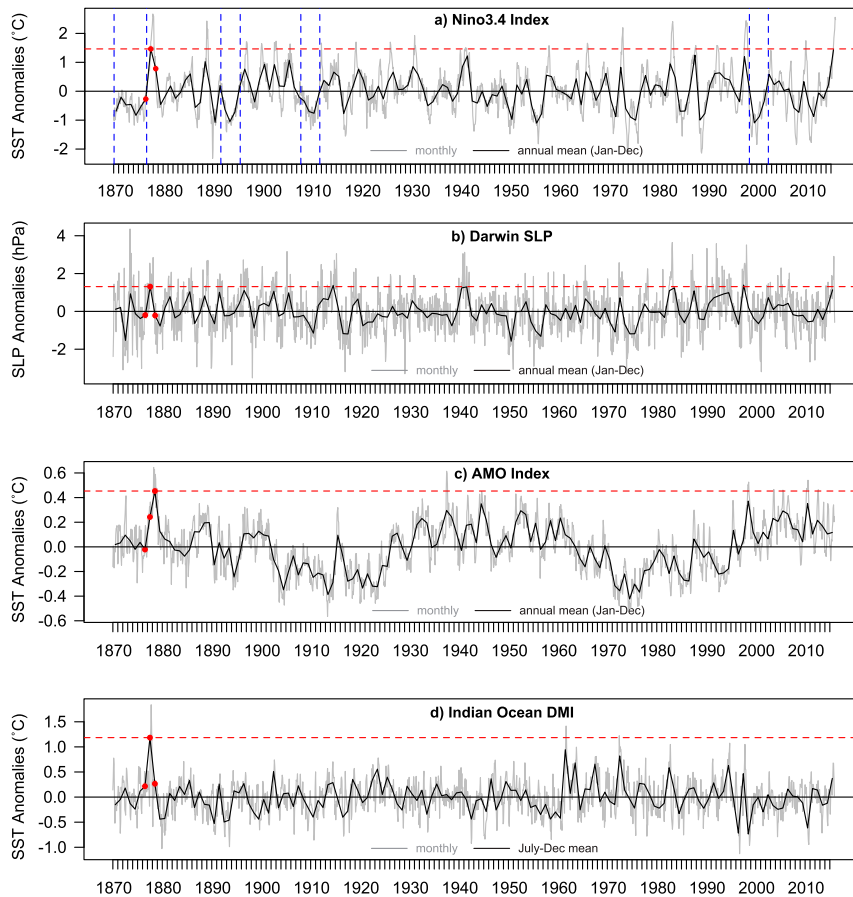 a) Nino3.4 Index
SST Anomalies (˚C)
2
1
0
-1
-2
monthly
annual mean (Jan-Dec)
1870 1880 1890 1900 1910 1920 1930 1940 1950 1960 1970 1980 1990 2000 2010
b) Darwin SLP
SLP Anomalies (hPa)
4
2
0
-2
monthly
annual mean (Jan-Dec)
1870 1880 1890 1900 1910 1920 1930 1940 1950 1960 1970 1980 1990 2000 2010
c) AMO Index
SST Anomalies (˚C)
0.6
0.4
0.2
0.0
-0.2
-0.4
-0.6
monthly
annual mean (Jan-Dec)
1870 1880 1890 1900 1910 1920 1930 1940 1950 1960 1970 1980 1990 2000 2010
d) Indian Ocean DMI
SST Anomalies (˚C)
1.5
1.0
0.5
0.0
-0.5
-1.0
monthly
July-Dec mean
1870 1880 1890 1900 1910 1920 1930 1940 1950 1960 1970 1980 1990 2000 2010